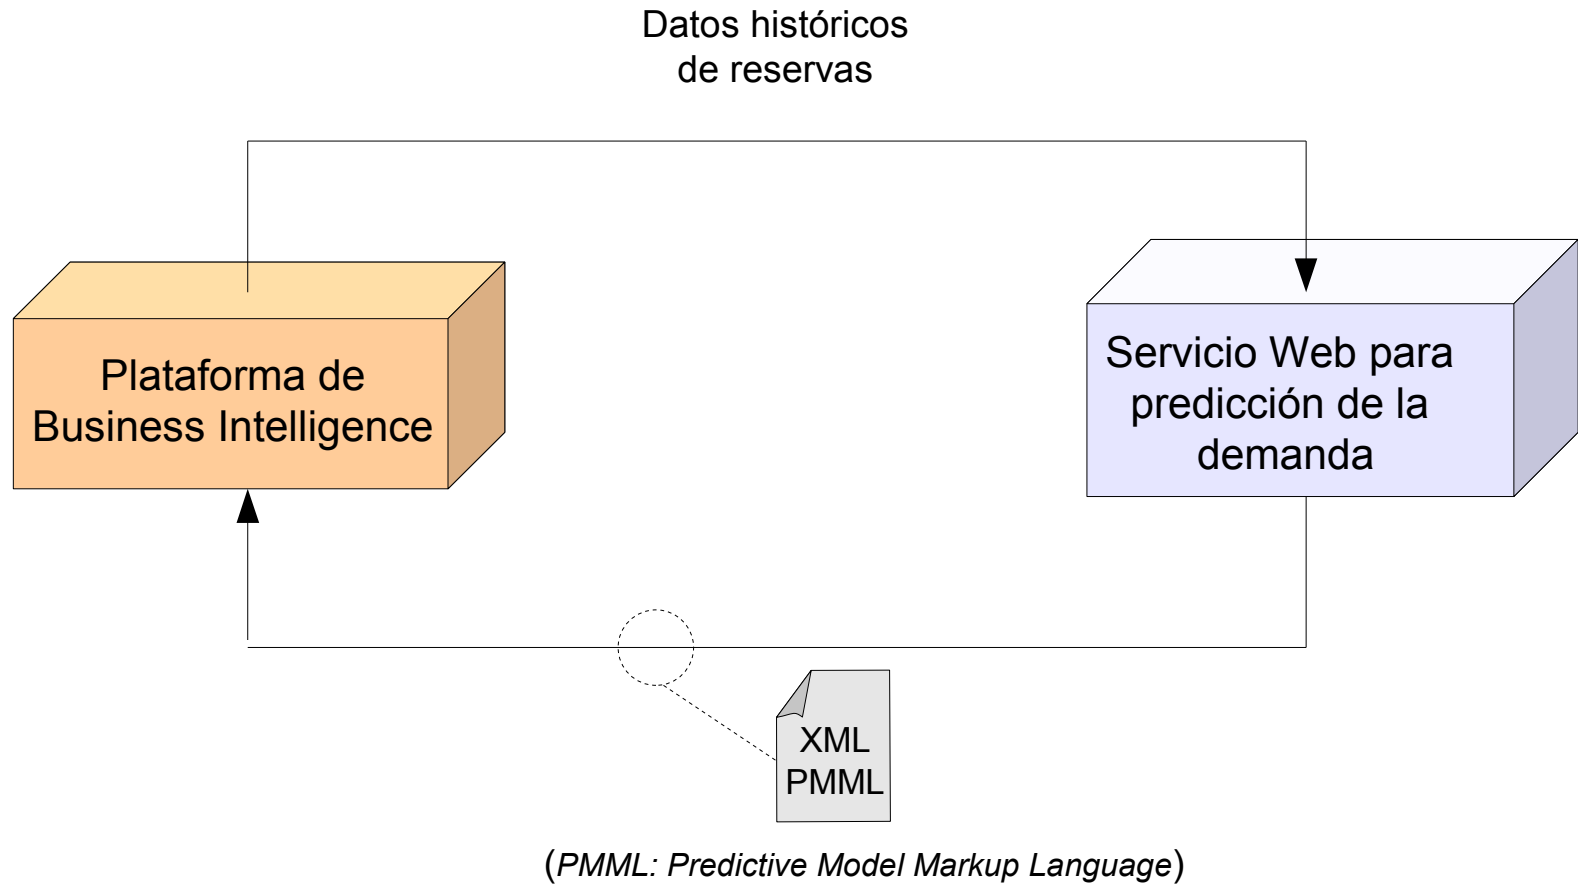 Datos históricos
de reservas
Plataforma de
Business Intelligence
Servicio Web para
predicción de la
demanda
XML
PMML
(PMML: Predictive Model Markup Language)